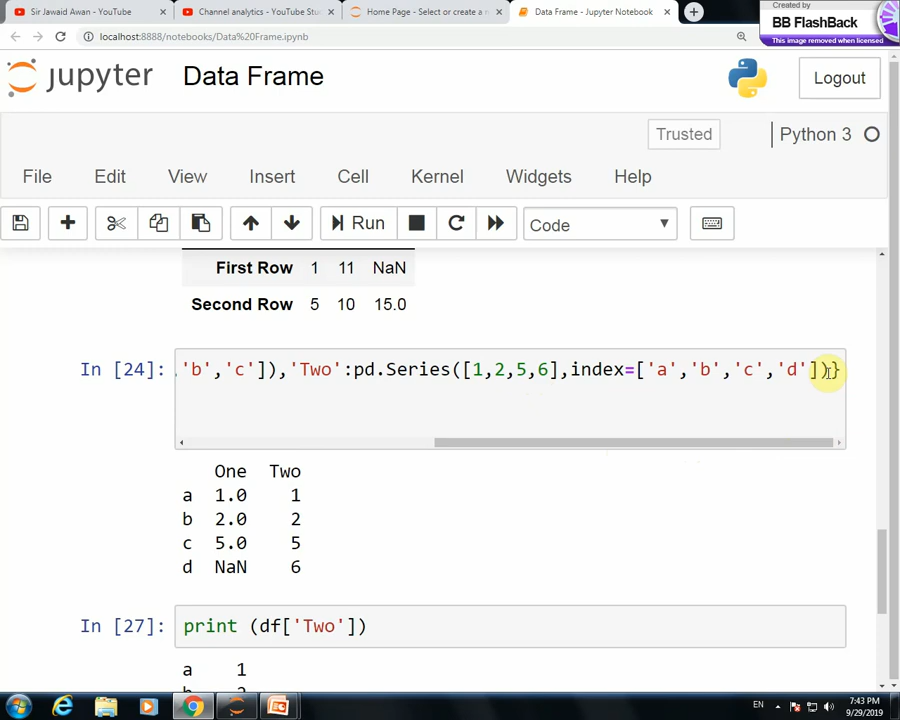 Sir Jawaid Awan - YouTube
Channel analytics - YouTube Stu
Home Page - Select or create a n
Data Frame - Jupyter Notebook
Created by
BB FlashBack
This image removed when licensed
localhost:8888/notebooks/Data%20Frame.ipynb
jupyter
Data Frame
Logout
Trusted
Python 3
File Edit View Insert Cell Kernel Widgets Help
Run
Code
First Row 1 11 NaN
Second Row 5 10 15.0
In [24]: ,'b','c']),'Two':pd.Series([1,2,5,6],index=['a','b','c','d'])}
One Two
a 1.0 1
b 2.0 2
c 5.0 5
d NaN 6
In [27]: print (df['Two'])
a 1
EN
7:43 PM
9/29/2019